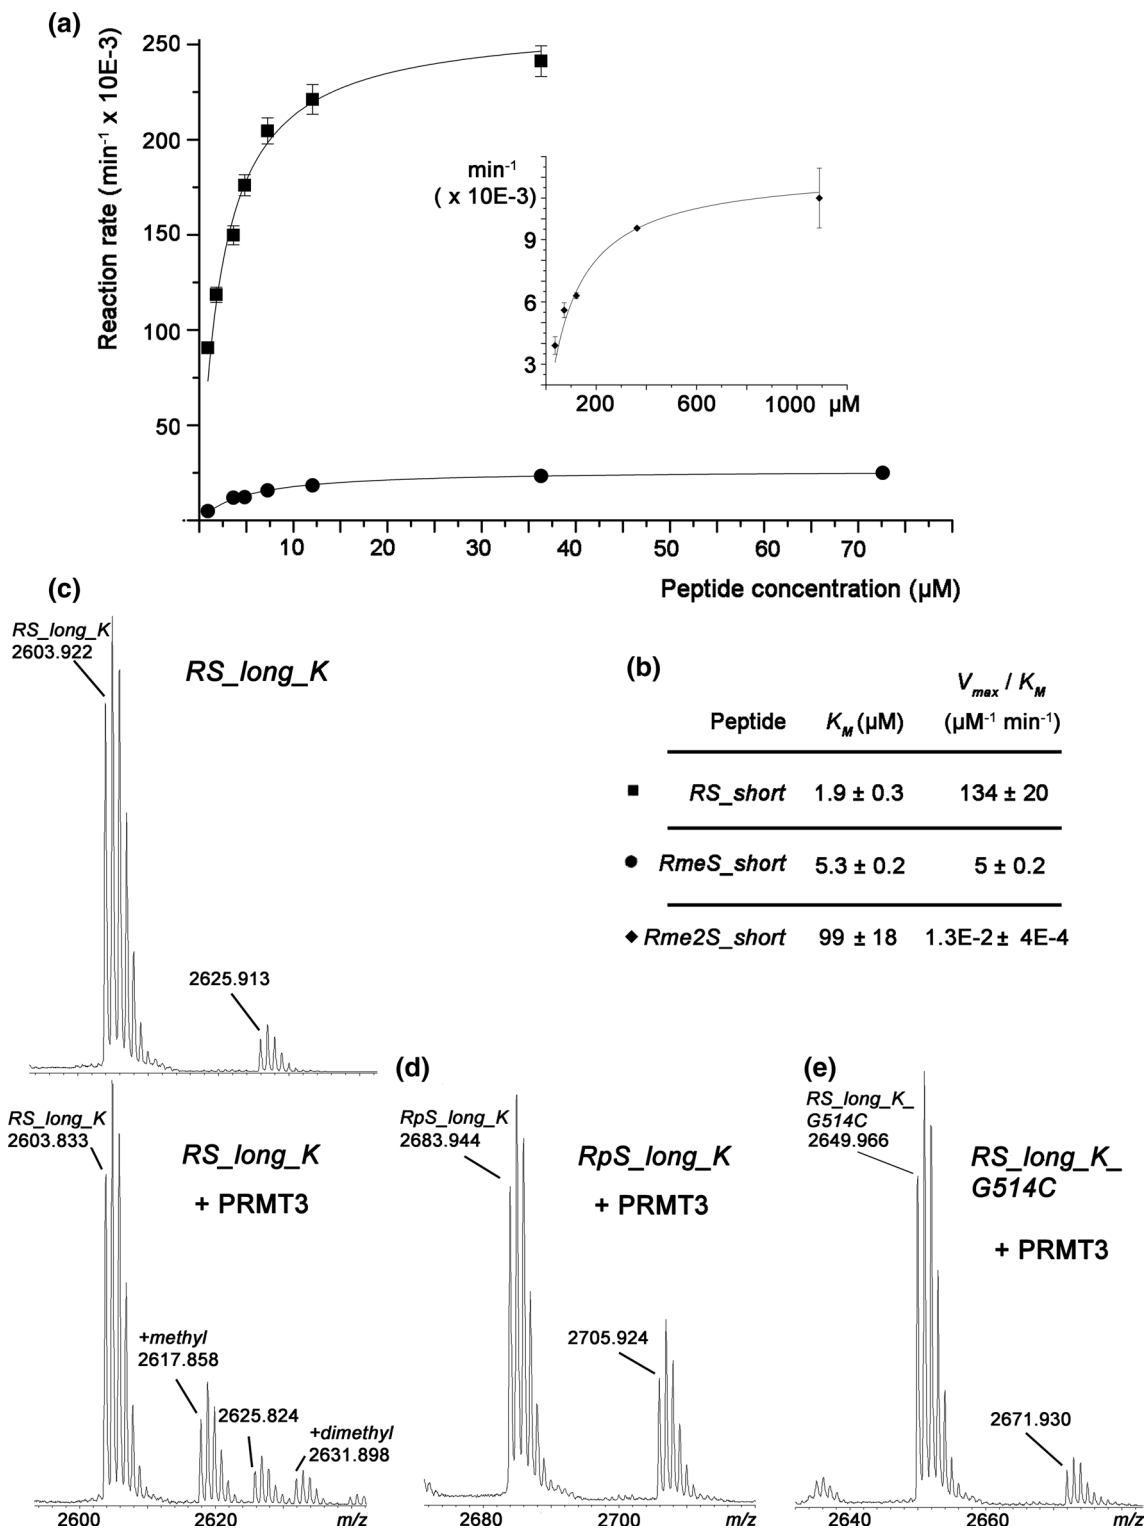 (a)
Reaction rate (min⁻¹ x 10E-3)
250
200
150
100
50
10
20
30
40
50
60
70
Peptide concentration (µM)
min⁻¹
( x 10E-3)
9
6
3
200
600
1000
µM
(c)
RS_long_K
2603.922
RS_long_K
2625.913
(b)
Peptide K_M (µM) V_max / K_M (µM⁻¹ min⁻¹)
RS_short 1.9 ± 0.3 134 ± 20
RmeS_short 5.3 ± 0.2 5 ± 0.2
Rme2S_short 99 ± 18 1.3E-2 ± 4E-4
RS_long_K
2603.833
RS_long_K
+ PRMT3
+methyl
2617.858
2625.824
+dimethyl
2631.898
2600
2620
m/z
(d)
RpS_long_K
2683.944
RpS_long_K
+ PRMT3
2705.924
2680
2700
m/z
(e)
RS_long_K_
G514C
2649.966
RS_long_K_
G514C
+ PRMT3
2671.930
2640
2660
m/z